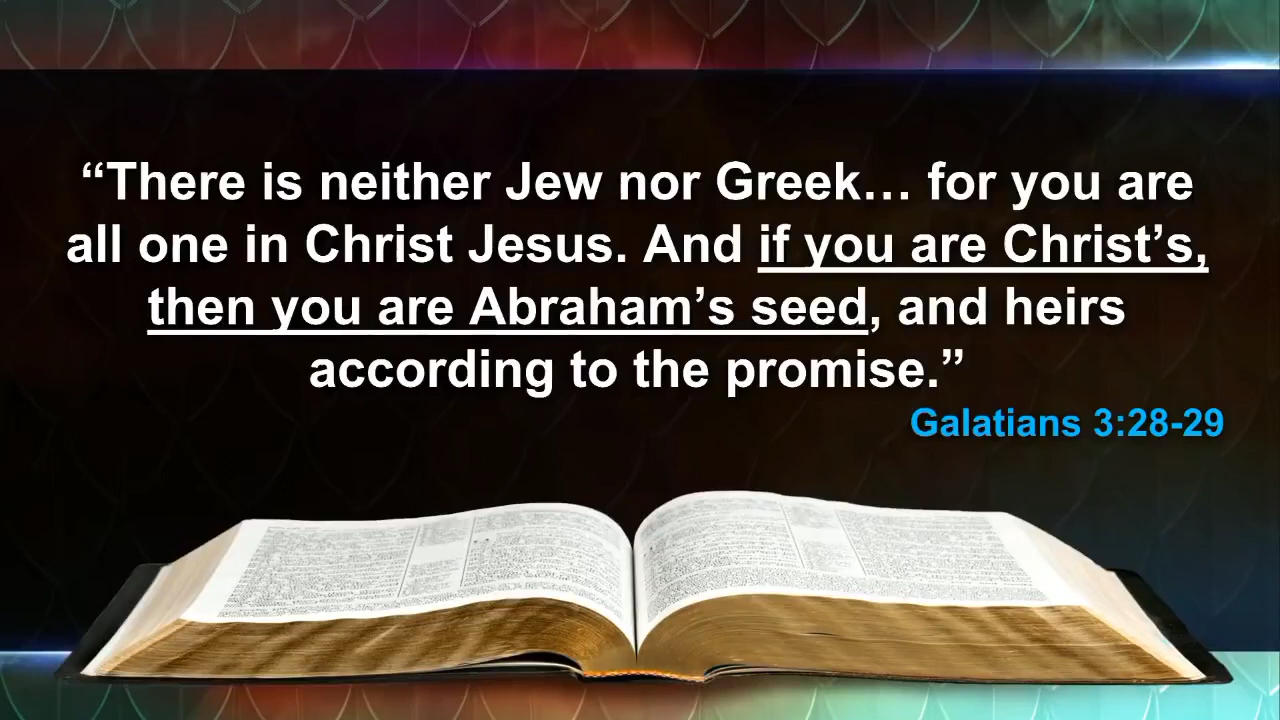 “There is neither Jew nor Greek… for you are
all one in Christ Jesus. And if you are Christ’s,
then you are Abraham’s seed, and heirs
according to the promise.”
Galatians 3:28-29